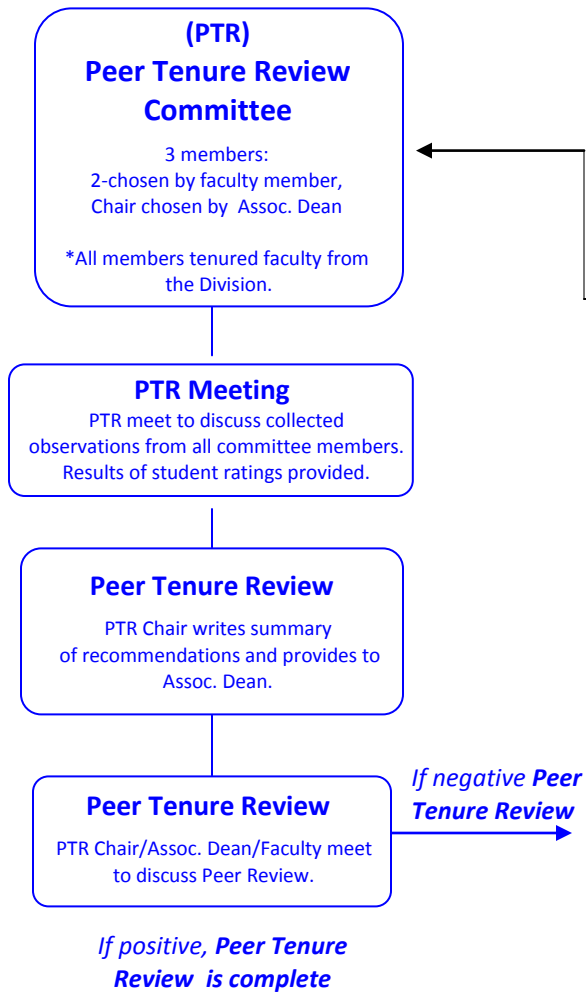 (PTR)
Peer Tenure Review
Committee
3 members:
2-chosen by faculty member,
Chair chosen by Assoc. Dean
*All members tenured faculty from
the Division.
PTR Meeting
PTR meet to discuss collected
observations from all committee members.
Results of student ratings provided.
Peer Tenure Review
PTR Chair writes summary
of recommendations and provides to
Assoc. Dean.
Peer Tenure Review
PTR Chair/Assoc. Dean/Faculty meet
to discuss Peer Review.
If negative Peer
Tenure Review
If positive, Peer Tenure
Review is complete